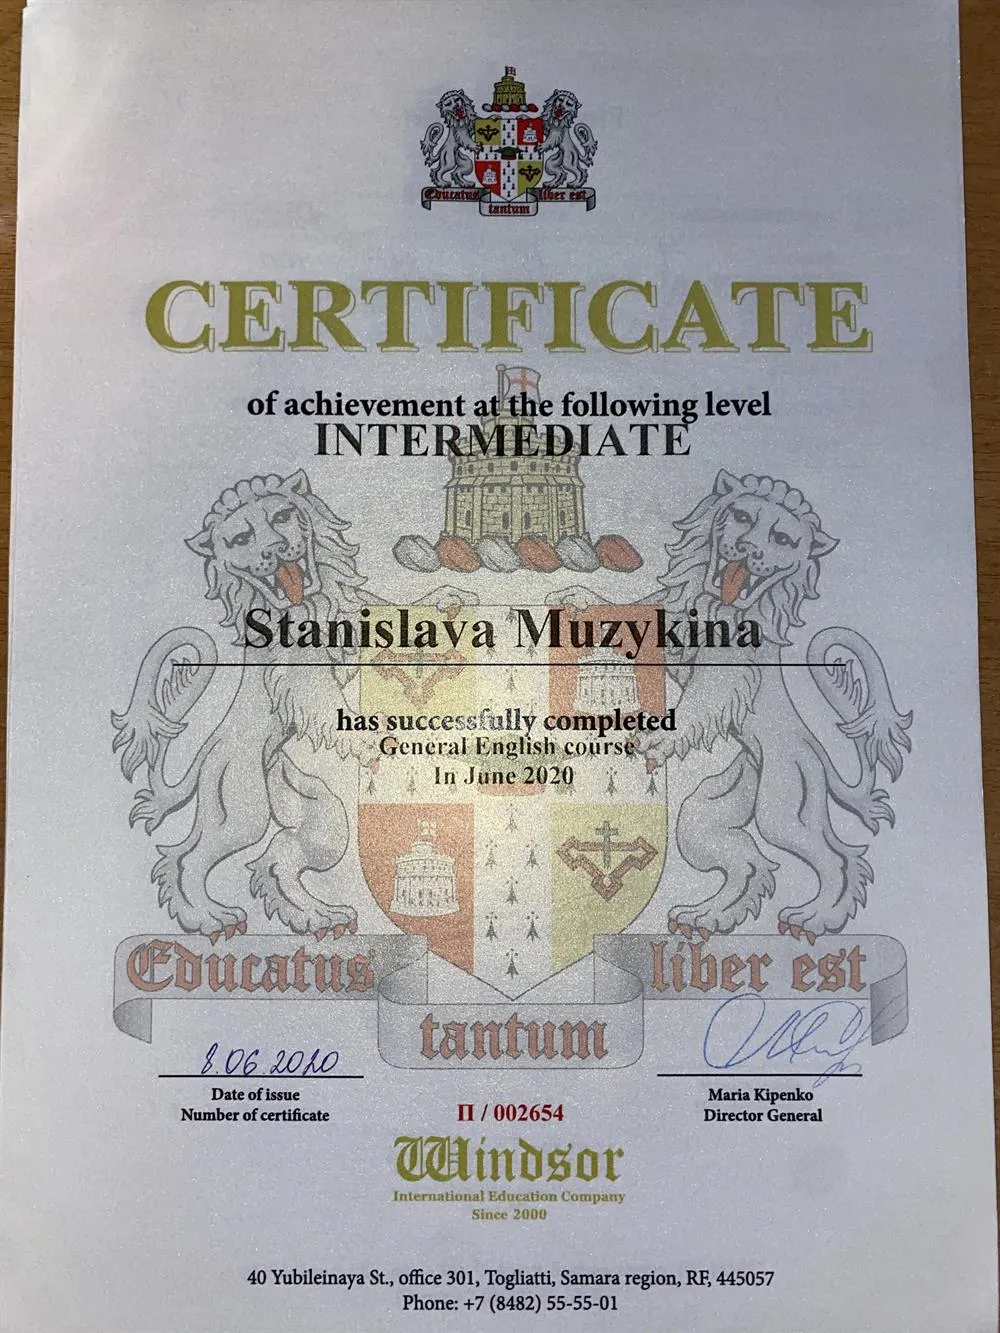 Educatus tantum liber est
CERTIFICATE
of achievement at the following level
INTERMEDIATE
Stanislava Muzykina
has successfully completed
General English course
In June 2020
Educatus tantum liber est
8.06.2020
Date of issue
Number of certificate
П / 002654
Maria Kipenko
Director General
Windsor
International Education Company
Since 2000
40 Yubileinaya St., office 301, Togliatti, Samara region, RF, 445057
Phone: +7 (8482) 55-55-01